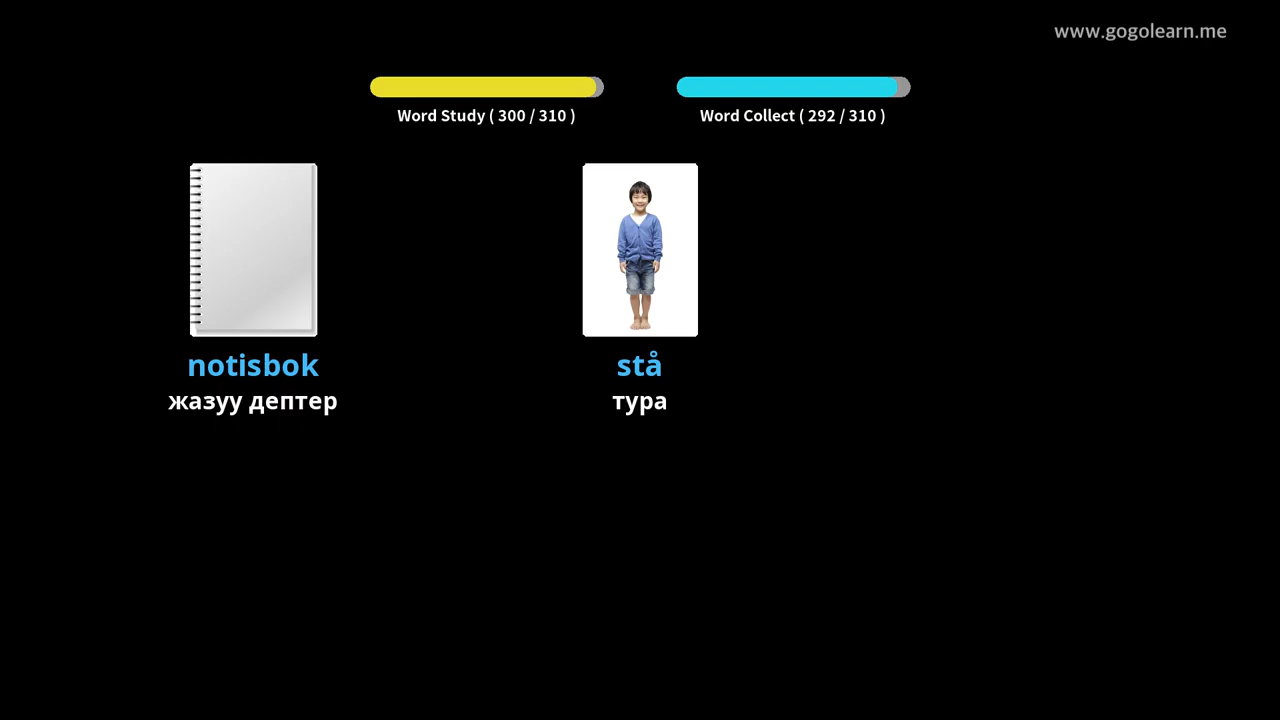 www.gogolearn.me
Word Study ( 300 / 310 )
Word Collect ( 292 / 310 )
notisbok
жазуу дептер
stå
тура